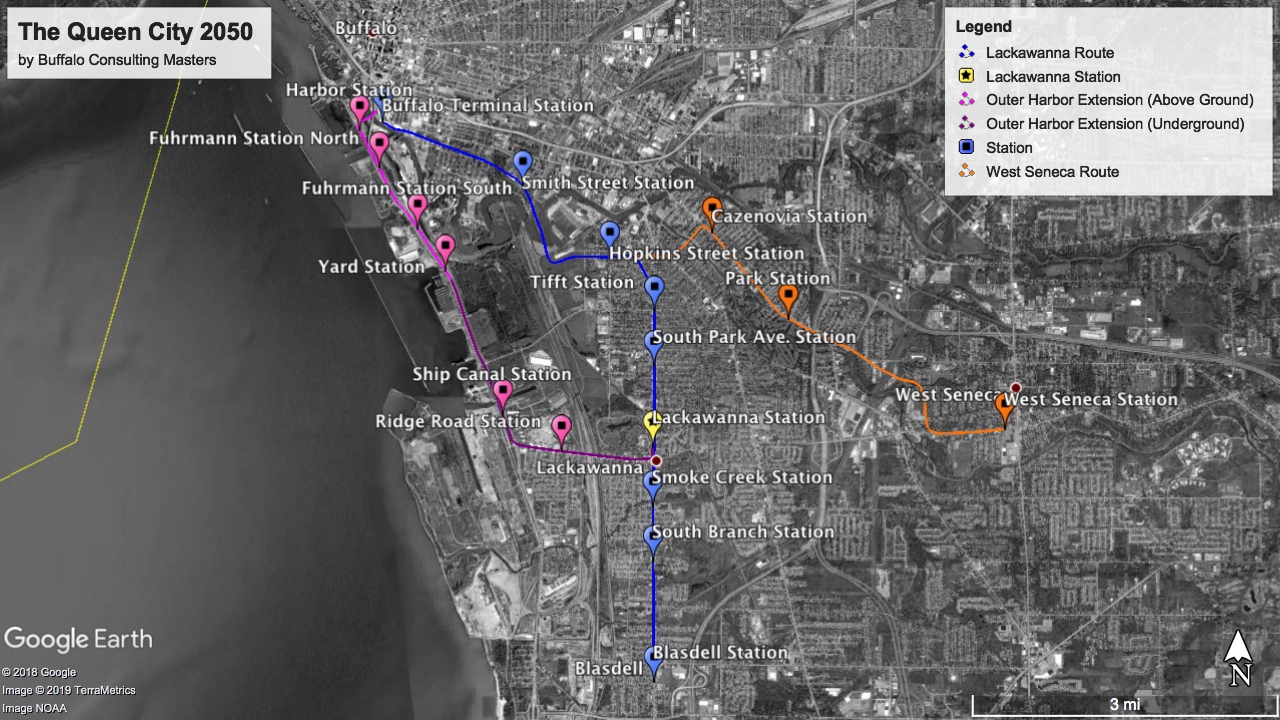 The Queen City 2050
by Buffalo Consulting Masters
Buffalo
Legend
Lackawanna Route
Lackawanna Station
Outer Harbor Extension (Above Ground)
Outer Harbor Extension (Underground)
Station
West Seneca Route
Harbor Station
Buffalo Terminal Station
Fuhrmann Station North
Fuhrmann Station South
Smith Street Station
Cazenovia Station
Hopkins Street Station
Yard Station
Tifft Station
Park Station
South Park Ave. Station
Ship Canal Station
West Seneca
West Seneca Station
Ridge Road Station
Lackawanna Station
Lackawanna
Smoke Creek Station
South Branch Station
Blasdell Station
Blasdell
Google Earth
© 2018 Google
Image © 2019 TerraMetrics
Image NOAA
N
3 mi